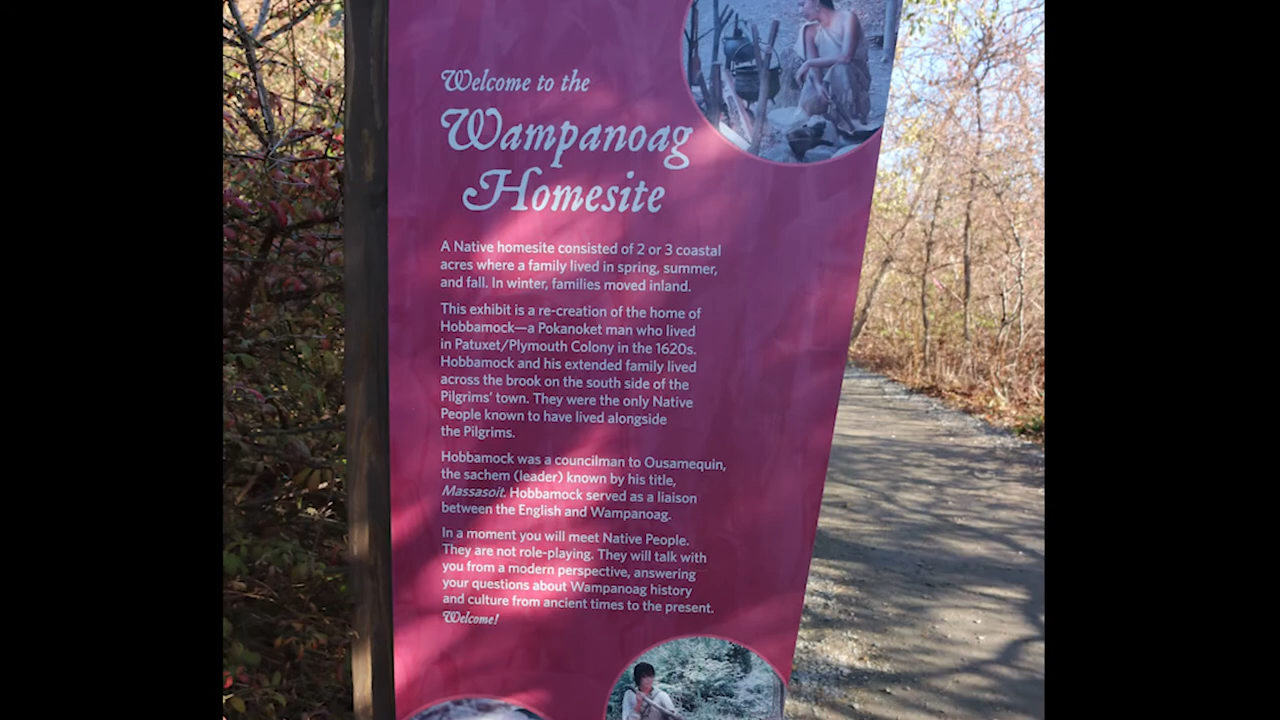 Welcome to the
Wampanoag
Homesite
A Native homesite consisted of 2 or 3 coastal
acres where a family lived in spring, summer,
and fall. In winter, families moved inland.
This exhibit is a re-creation of the home of
Hobbamock—a Pokanoket man who lived
in Patuxet/Plymouth Colony in the 1620s.
Hobbamock and his extended family lived
across the brook on the south side of the
Pilgrims' town. They were the only Native
People known to have lived alongside
the Pilgrims.
Hobbamock was a councilman to Ousamequin,
the sachem (leader) known by his title,
Massasoit. Hobbamock served as a liaison
between the English and Wampanoag.
In a moment you will meet Native People.
They are not role-playing. They will talk with
you from a modern perspective, answering
your questions about Wampanoag history
and culture from ancient times to the present.
Welcome!